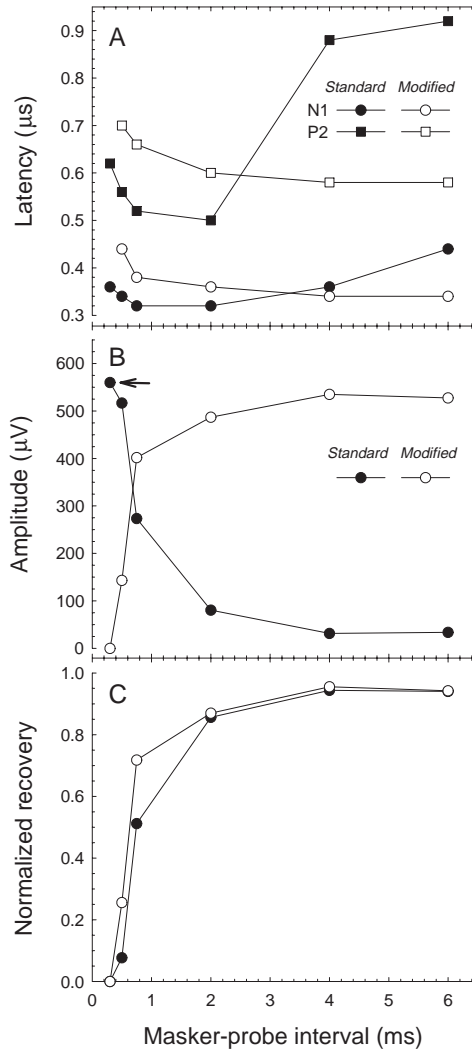 A
0.9
0.8
0.7
0.6
0.5
0.4
0.3
Latency (μs)
Standard Modified
N1
P2
B
600
500
400
300
200
100
0
Amplitude (μV)
Standard Modified
C
1.0
0.8
0.6
0.4
0.2
0.0
Normalized recovery
0 1 2 3 4 5 6
Masker-probe interval (ms)